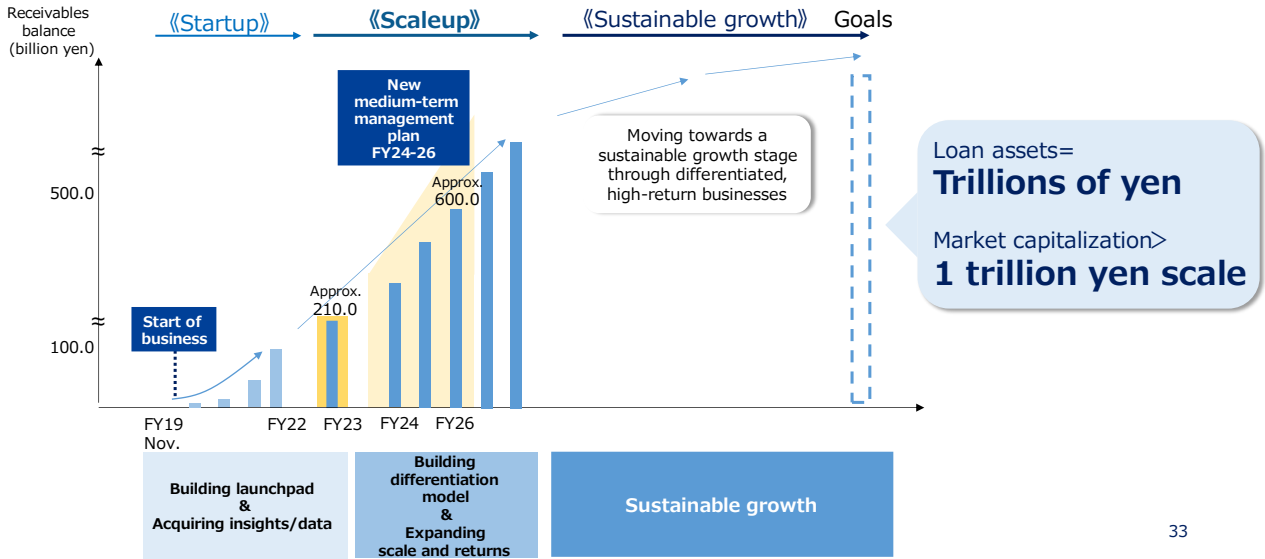 Receivables
balance
(billion yen)
《Startup》
《Scaleup》
《Sustainable growth》
Goals
New
medium-term
management
plan
FY24-26
Moving towards a
sustainable growth stage
through differentiated,
high-return businesses
Loan assets=
Trillions of yen
Market capitalization>
1 trillion yen scale
≈
500.0
Approx.
600.0
Approx.
210.0
≈
100.0
Start of
business
FY19
Nov.
FY22
FY23
FY24
FY26
Building launchpad
&
Acquiring insights/data
Building
differentiation
model
&
Expanding
scale and returns
Sustainable growth
33